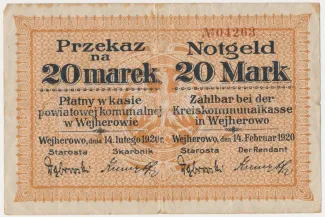 №04263
Przekaz
na
20 marek
Płatny w kasie
powiatowej komunalnej
w Wejherowie
Wejherowo, dnia 14. lutego 1920r.
Starosta Skarbnik
Notgeld
20 Mark
Zahlbar bei der
Kreiskommunalkasse
in Wejherowo
Wejherowo, den 14. Februar 1920
Starosta Der Rendant